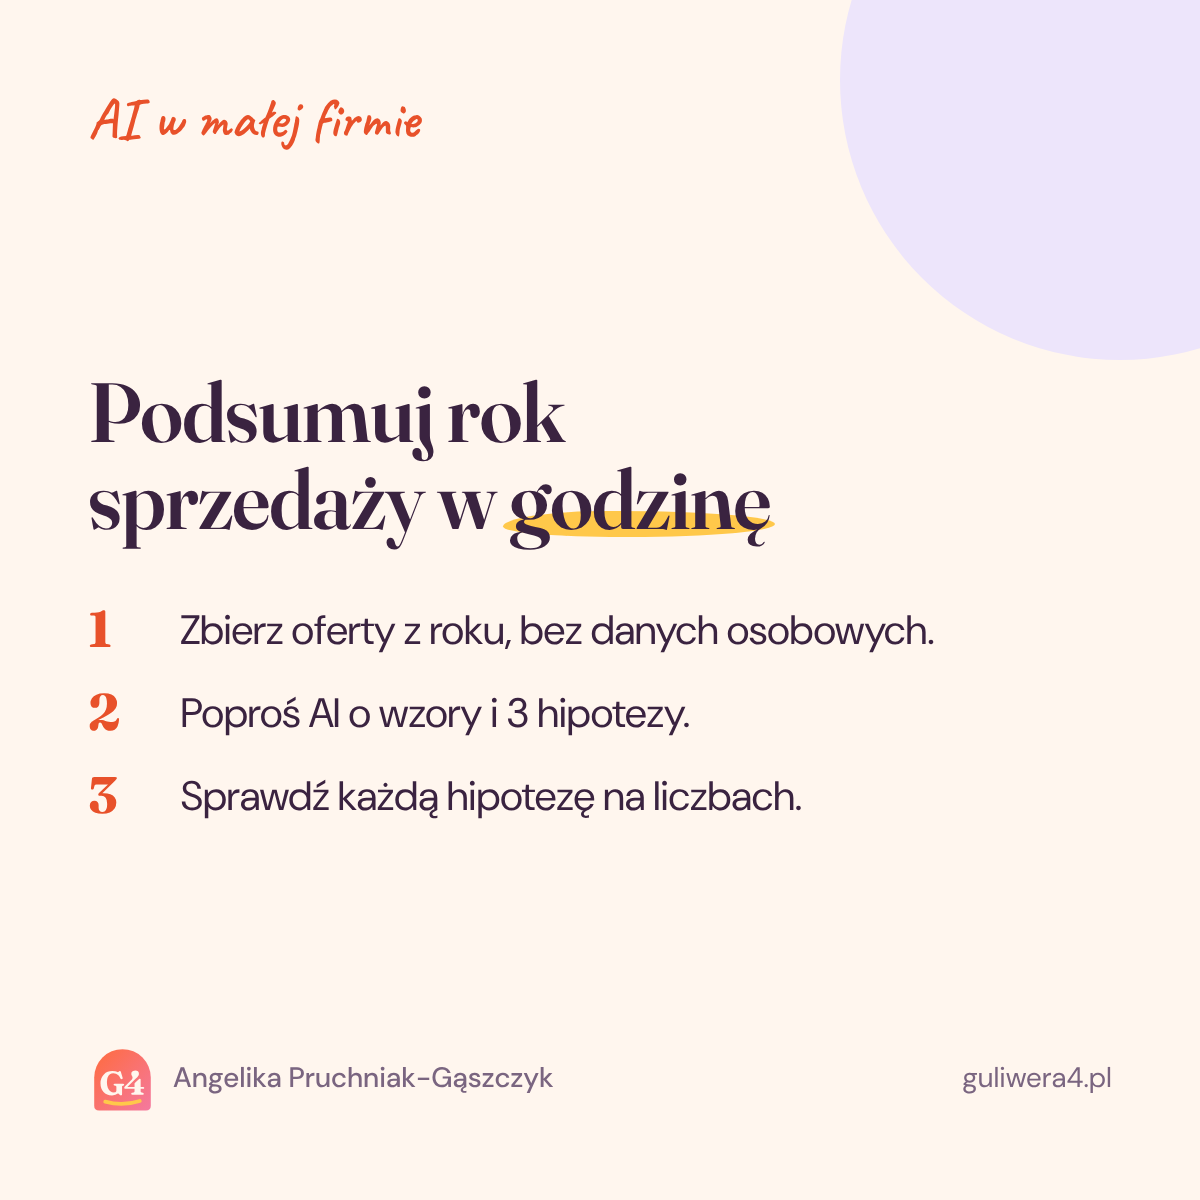 AI w małej firmie
Podsumuj rok
sprzedaży w godzinę
1 Zbierz oferty z roku, bez danych osobowych.
2 Poproś AI o wzory i 3 hipotezy.
3 Sprawdź każdą hipotezę na liczbach.
G4 Angelika Pruchniak-Gąszczyk
guliwera4.pl